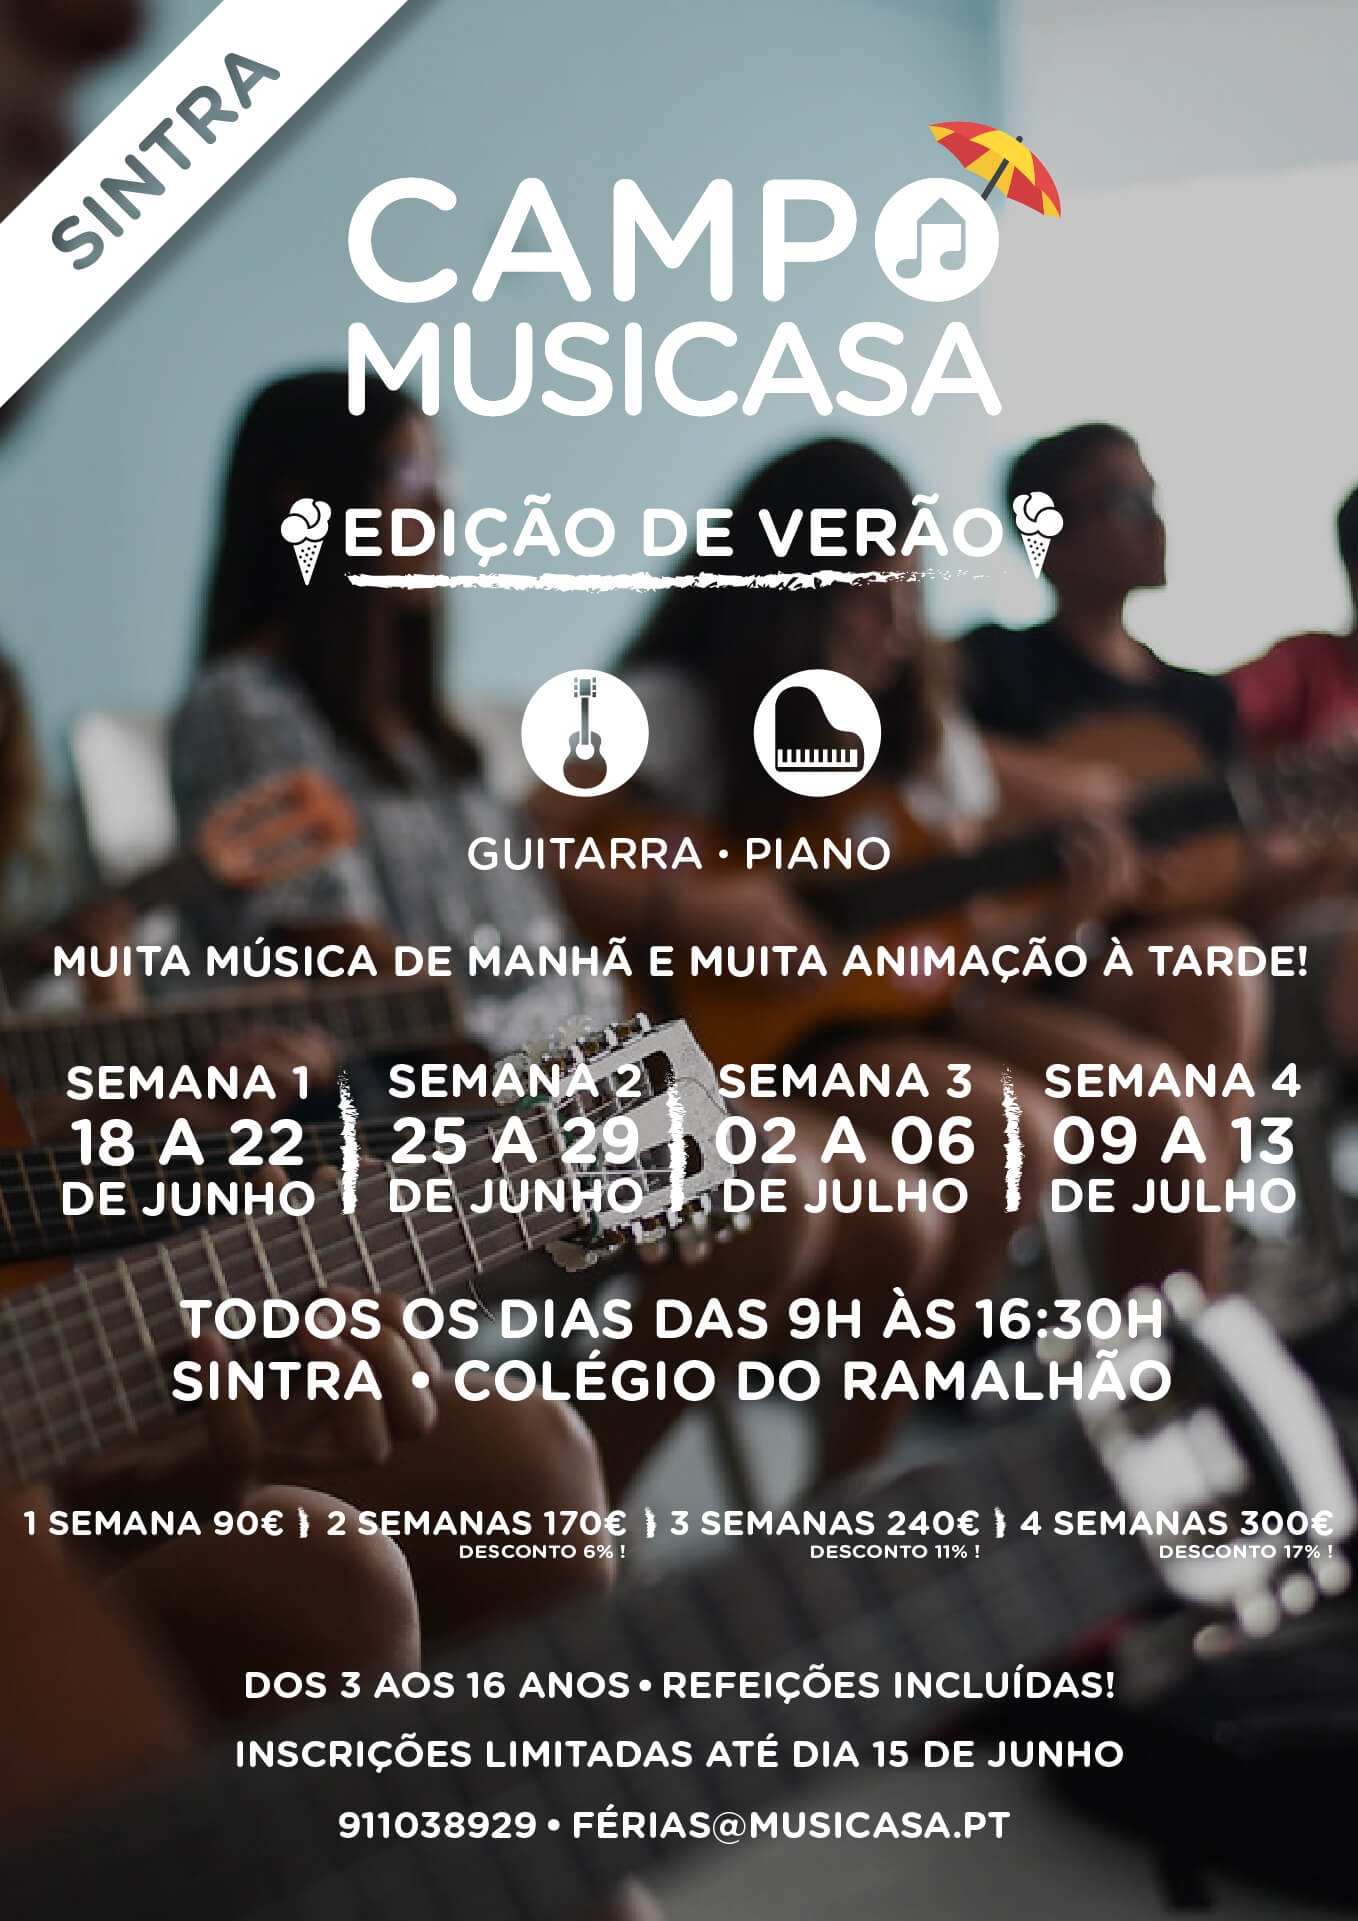 SINTRA
CAMPO
MUSICASA
EDIÇÃO DE VERÃO
GUITARRA • PIANO
MUITA MÚSICA DE MANHÃ E MUITA ANIMAÇÃO À TARDE!
SEMANA 1
18 A 22
DE JUNHO
SEMANA 2
25 A 29
DE JUNHO
SEMANA 3
02 A 06
DE JULHO
SEMANA 4
09 A 13
DE JULHO
TODOS OS DIAS DAS 9H ÀS 16:30H
SINTRA • COLÉGIO DO RAMALHÃO
1 SEMANA 90€
2 SEMANAS 170€
DESCONTO 6% !
3 SEMANAS 240€
DESCONTO 11% !
4 SEMANAS 300€
DESCONTO 17% !
DOS 3 AOS 16 ANOS • REFEIÇÕES INCLUÍDAS!
INSCRIÇÕES LIMITADAS ATÉ DIA 15 DE JUNHO
911038929 • FÉRIAS@MUSICASA.PT